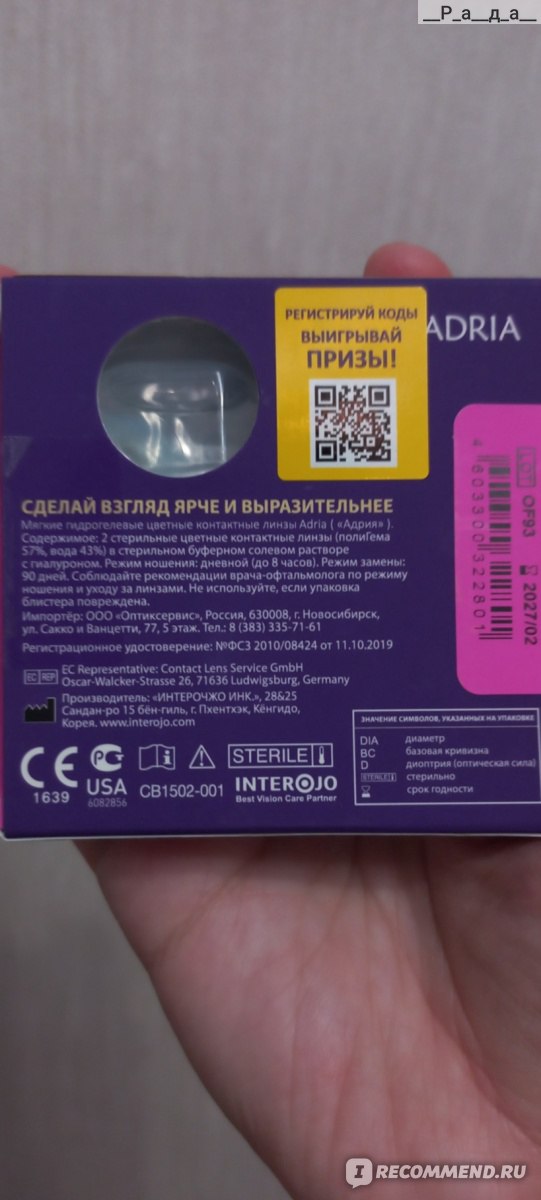 __Р_а__д_а__
РЕГИСТРИРУЙ КОДЫ
ВЫИГРЫВАЙ
ПРИЗЫ!
ADRIA
СДЕЛАЙ ВЗГЛЯД ЯРЧЕ И ВЫРАЗИТЕЛЬНЕЕ
Мягкие гидрогелевые цветные контактные линзы Adria ( «Адрия» ).
Содержимое: 2 стерильные цветные контактные линзы (полиГема
57%, вода 43%) в стерильном буферном солевом растворе
с гиалуроном. Режим ношения: дневной (до 8 часов). Режим замены:
90 дней. Соблюдайте рекомендации врача-офтальмолога по режиму
ношения и уходу за линзами. Не используйте, если упаковка
блистера повреждена.
Импортёр: ООО «Оптиксервис», Россия, 630008, г. Новосибирск,
ул. Сакко и Ванцетти, 77, 5 этаж. Тел.: 8 (383) 335-71-61
Регистрационное удостоверение: №ФСЗ 2010/08424 от 11.10.2019
EC REP
EC Representative: Contact Lens Service GmbH
Oscar-Walcker-Strasse 26, 71636 Ludwigsburg, Germany
Производитель: «ИНТЕРОЧЖО ИНК.», 28&25
Сандан-ро 15 бён-гиль, г. Пхентхэк, Кёнгидо,
Корея. www.interojo.com
CE
1639
USA
6082856
CB1502-001
STERILE
INTEROJO
Best Vision Care Partner
ЗНАЧЕНИЕ СИМВОЛОВ, УКАЗАННЫХ НА УПАКОВКЕ
DIA диаметр
BC базовая кривизна
D диоптрия (оптическая сила)
STERILE стерильно
срок годности
LOT OF93
2027/02
4603300322801
IRECOMMEND.RU